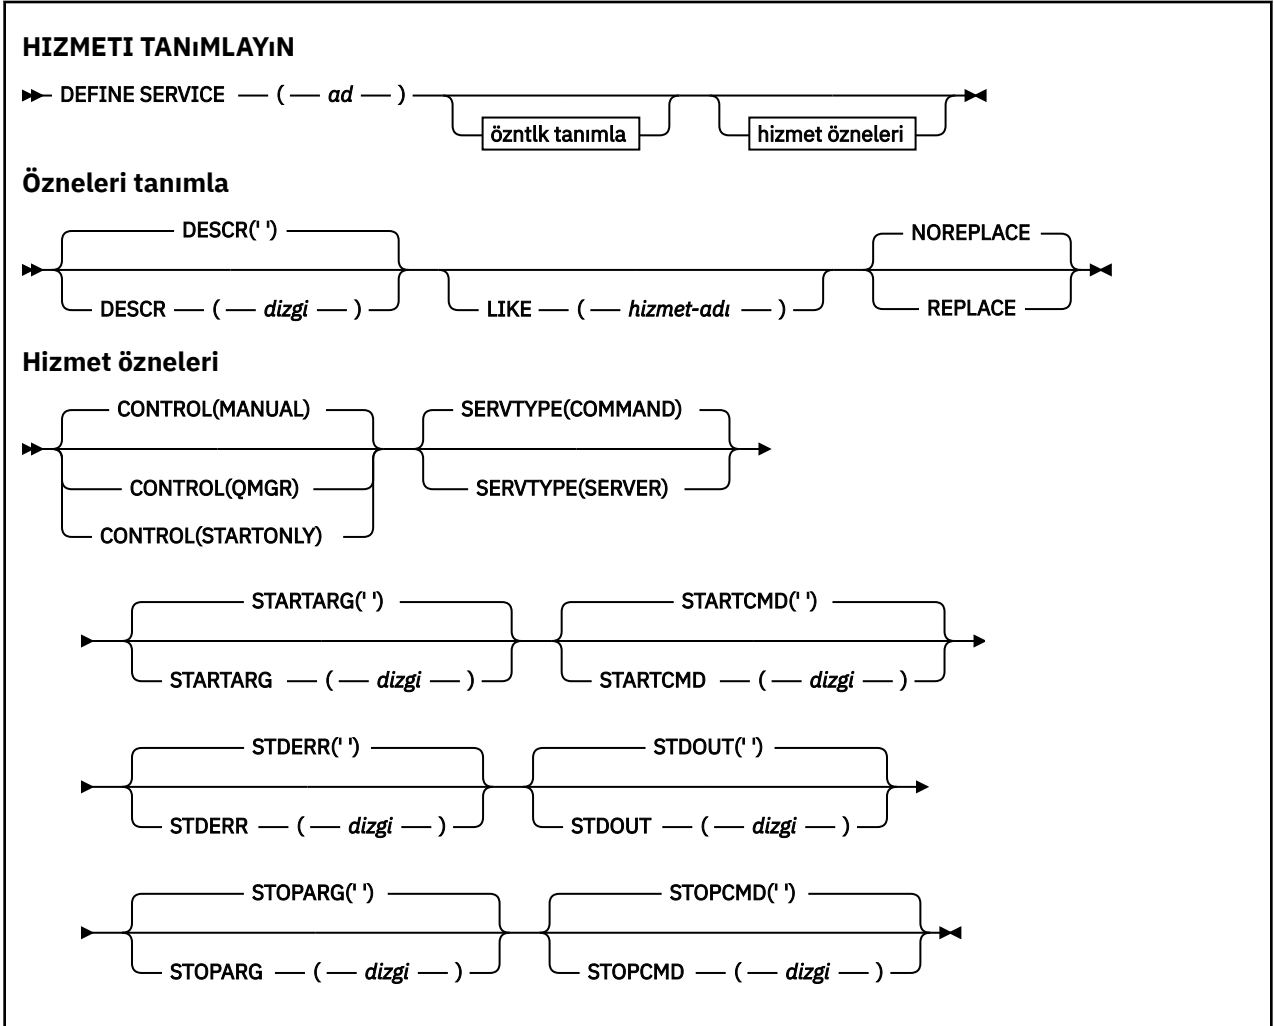 HIZMETI TANıMLAYıN
DEFINE SERVICE ( ad )
özntlk tanımla hizmet özneleri
Özneleri tanımla
DESCR(' ') NOREPLACE
DESCR ( dizgi ) LIKE ( hizmet-adı ) REPLACE
Hizmet özneleri
CONTROL(MANUAL) SERVTYPE(COMMAND)
CONTROL(QMGR) SERVTYPE(SERVER)
CONTROL(STARTONLY)
STARTARG(' ') STARTCMD(' ')
STARTARG ( dizgi ) STARTCMD ( dizgi )
STDERR(' ') STDOUT(' ')
STDERR ( dizgi ) STDOUT ( dizgi )
STOPARG(' ') STOPCMD(' ')
STOPARG ( dizgi ) STOPCMD ( dizgi )